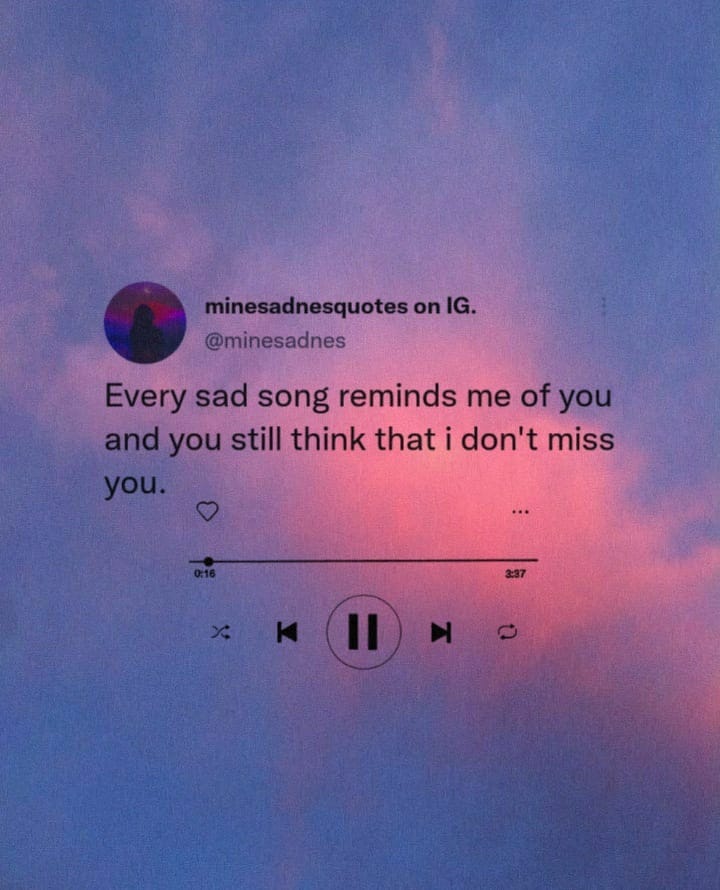 minesadnesquotes on IG.
@minesadnes
Every sad song reminds me of you
and you still think that i don't miss
you.
0:16
3:37